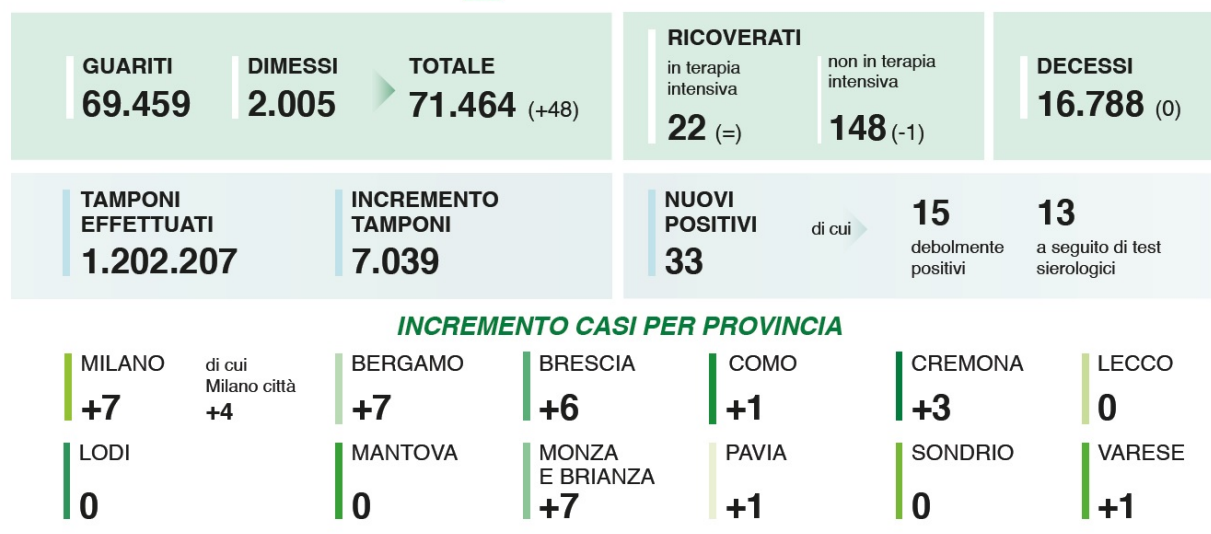 GUARITI
69.459
DIMESSI
2.005
TOTALE
71.464 (+48)
RICOVERATI
in terapia
intensiva
22 (=)
non in terapia
intensiva
148 (-1)
DECESSI
16.788 (0)
TAMPONI
EFFETTUATI
1.202.207
INCREMENTO
TAMPONI
7.039
NUOVI
POSITIVI
33
di cui
15
debolmente
positivi
13
a seguito di test
sierologici
INCREMENTO CASI PER PROVINCIA
MILANO
+7
di cui
Milano città
+4
BERGAMO
+7
BRESCIA
+6
COMO
+1
CREMONA
+3
LECCO
0
LODI
0
MANTOVA
0
MONZA
E BRIANZA
+7
PAVIA
+1
SONDRIO
0
VARESE
+1